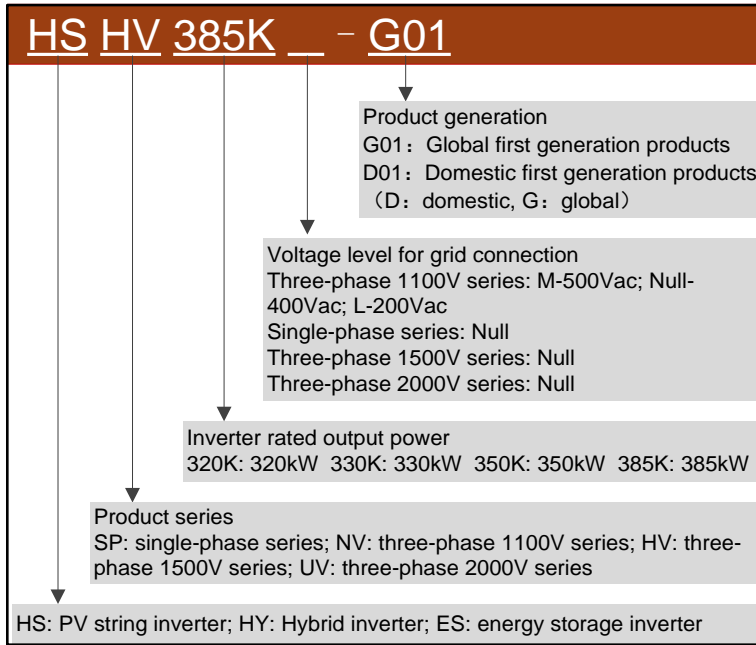 HS HV 385K __ - G01
Product generation
G01：Global first generation products
D01：Domestic first generation products
（D：domestic, G：global）
Voltage level for grid connection
Three-phase 1100V series: M-500Vac; Null-
400Vac; L-200Vac
Single-phase series: Null
Three-phase 1500V series: Null
Three-phase 2000V series: Null
Inverter rated output power
320K: 320kW 330K: 330kW 350K: 350kW 385K: 385kW
Product series
SP: single-phase series; NV: three-phase 1100V series; HV: three-
phase 1500V series; UV: three-phase 2000V series
HS: PV string inverter; HY: Hybrid inverter; ES: energy storage inverter